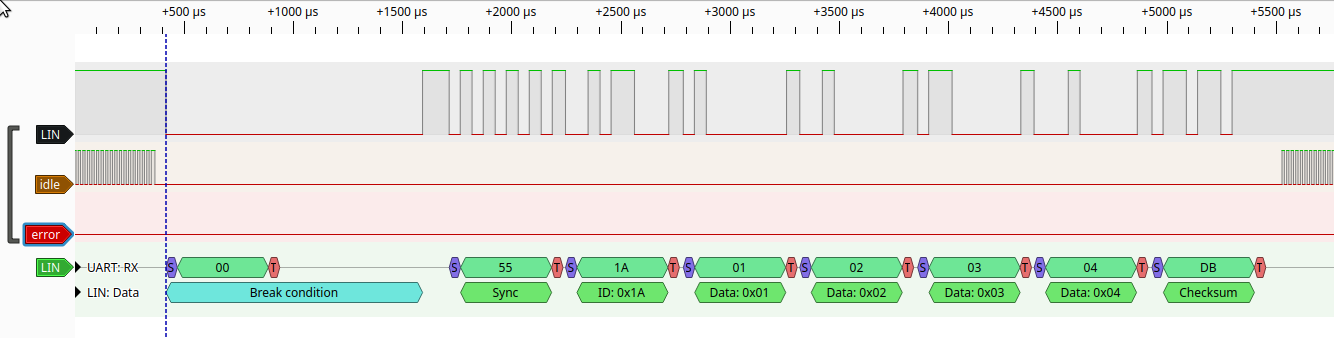 +500 µs +1000 µs +1500 µs +2000 µs +2500 µs +3000 µs +3500 µs +4000 µs +4500 µs +5000 µs +5500 µs
LIN
idle
error
LIN UART: RX S 00 T S 55 T S 1A T S 01 T S 02 T S 03 T S 04 T S DB T
LIN: Data Break condition Sync ID: 0x1A Data: 0x01 Data: 0x02 Data: 0x03 Data: 0x04 Checksum